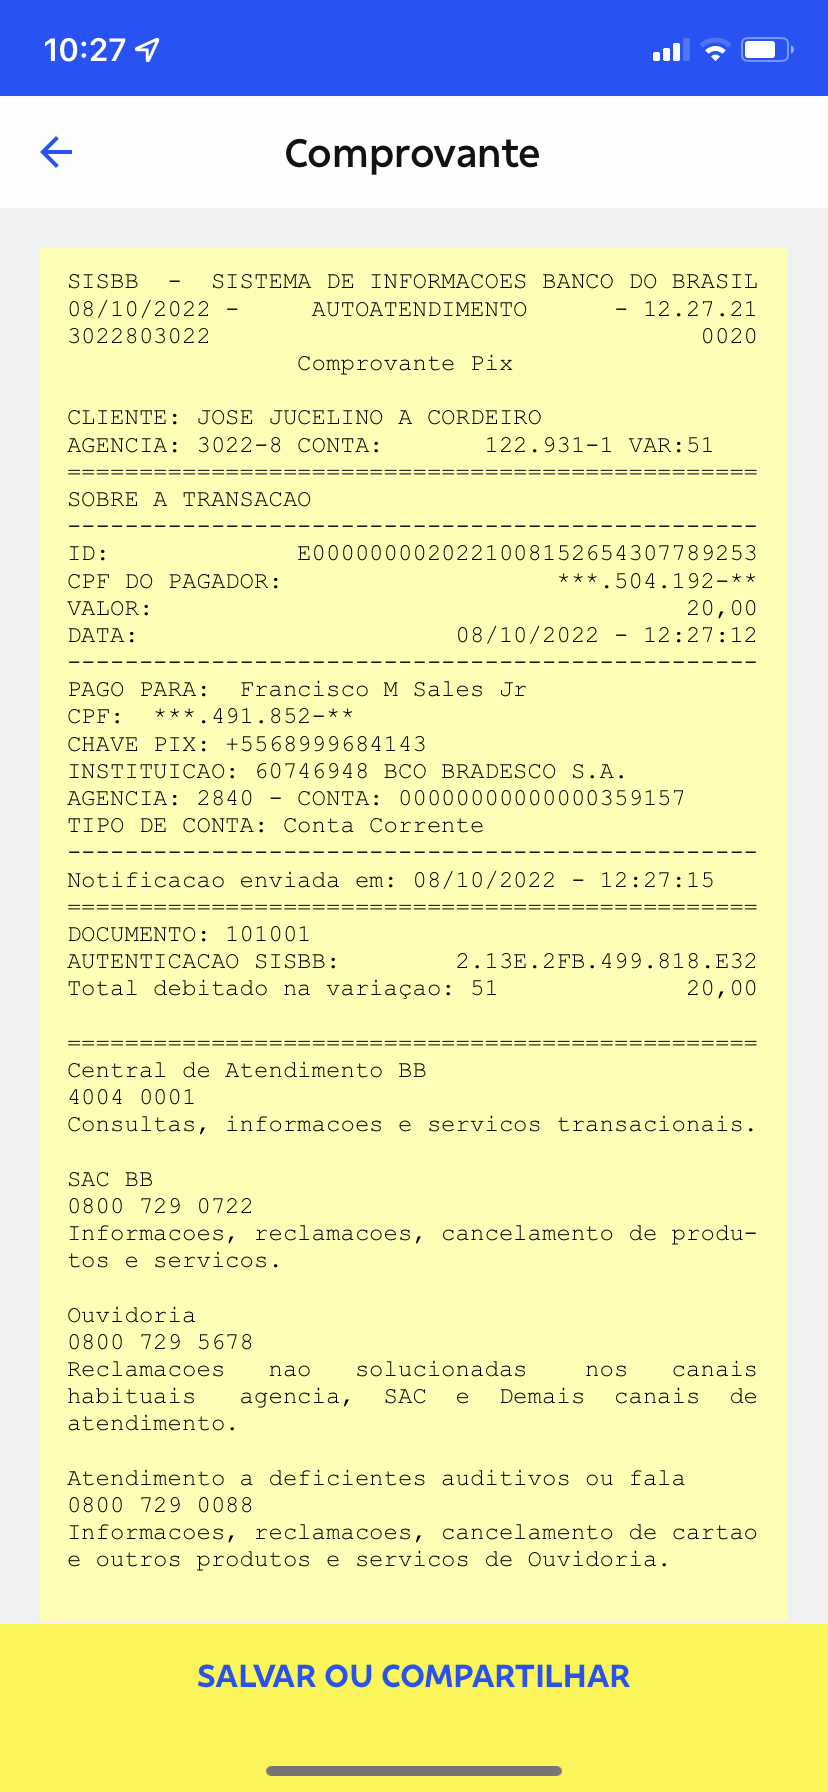 10:27
Comprovante
SISBB - SISTEMA DE INFORMACOES BANCO DO BRASIL
08/10/2022 - AUTOATENDIMENTO - 12.27.21
3022803022 0020
Comprovante Pix
CLIENTE: JOSE JUCELINO A CORDEIRO
AGENCIA: 3022-8 CONTA: 122.931-1 VAR:51
================================================
SOBRE A TRANSACAO
------------------------------------------------
ID: E0000000020221008152654307789253
CPF DO PAGADOR: ***.504.192-**
VALOR: 20,00
DATA: 08/10/2022 - 12:27:12
------------------------------------------------
PAGO PARA: Francisco M Sales Jr
CPF: ***.491.852-**
CHAVE PIX: +5568999684143
INSTITUICAO: 60746948 BCO BRADESCO S.A.
AGENCIA: 2840 - CONTA: 00000000000000359157
TIPO DE CONTA: Conta Corrente
------------------------------------------------
Notificacao enviada em: 08/10/2022 - 12:27:15
================================================
DOCUMENTO: 101001
AUTENTICACAO SISBB: 2.13E.2FB.499.818.E32
Total debitado na variaçao: 51 20,00
================================================
Central de Atendimento BB
4004 0001
Consultas, informacoes e servicos transacionais.
SAC BB
0800 729 0722
Informacoes, reclamacoes, cancelamento de produ-
tos e servicos.
Ouvidoria
0800 729 5678
Reclamacoes nao solucionadas nos canais
habituais agencia, SAC e Demais canais de
atendimento.
Atendimento a deficientes auditivos ou fala
0800 729 0088
Informacoes, reclamacoes, cancelamento de cartao
e outros produtos e servicos de Ouvidoria.
SALVAR OU COMPARTILHAR